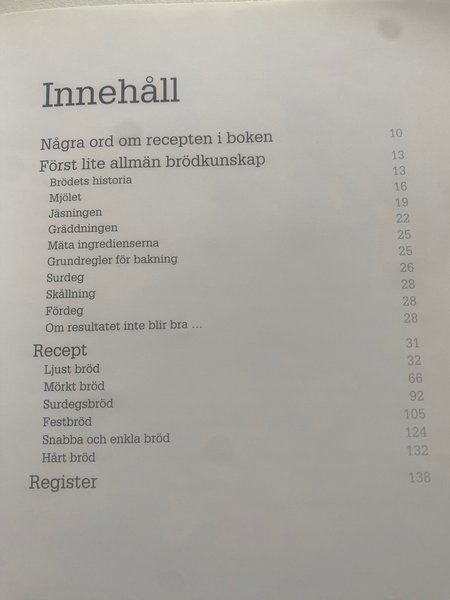 Innehåll
Några ord om recepten i boken 10
Först lite allmän brödkunskap 13
Brödets historia 13
Mjölet 16
Jäsningen 19
Gräddningen 22
Mäta ingredienserna 25
Grundregler för bakning 25
Surdeg 26
Skållning 28
Fördeg 28
Om resultatet inte blir bra ... 28
Recept 31
Ljust bröd 32
Mörkt bröd 66
Surdegsbröd 92
Festbröd 105
Snabba och enkla bröd 124
Hårt bröd 132
Register 138